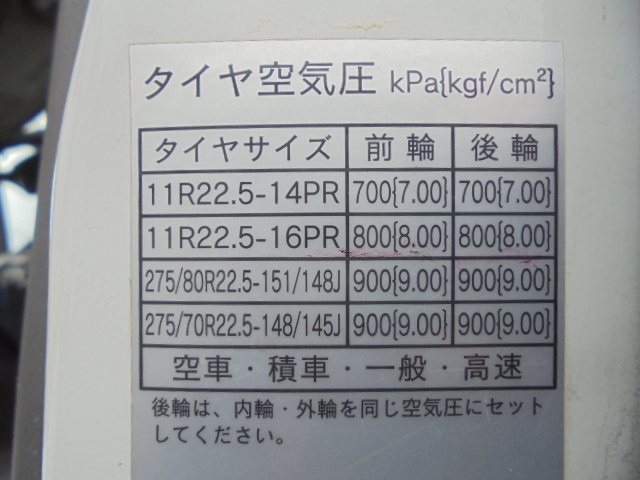 タイヤ空気圧 kPa{kgf/cm²}
タイヤサイズ 前輪 後輪
11R22.5-14PR 700{7.00} 700{7.00}
11R22.5-16PR 800{8.00} 800{8.00}
275/80R22.5-151/148J 900{9.00} 900{9.00}
275/70R22.5-148/145J 900{9.00} 900{9.00}
空車・積車・一般・高速
後輪は、内輪・外輪を同じ空気圧にセット
してください。